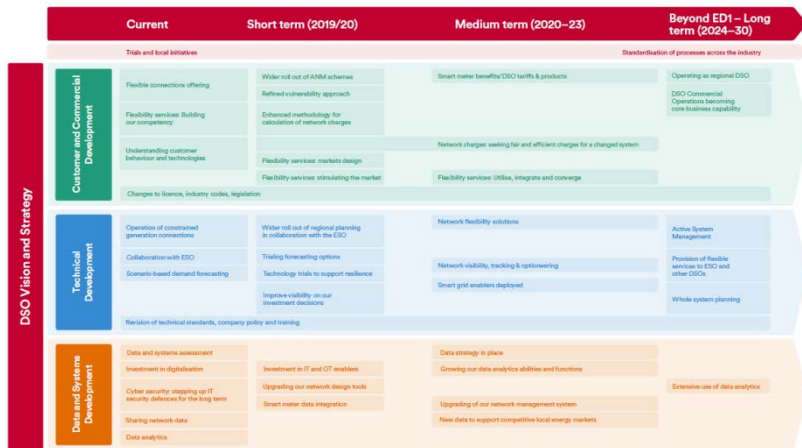 Current
Short term (2019/20)
Medium term (2020–23)
Beyond ED1 – Long
term (2024–30)
Trials and local initiatives
Standardisation of processes across the industry
DSO Vision and Strategy
Customer and Commercial
Development
Flexible connections offering
Flexibility services: Building
our competency
Understanding customer
behaviour and technologies
Wider roll out of ANM schemes
Refined vulnerability approach
Enhanced methodology for
calculation of network charges
Flexibility services: markets design
Flexibility services: stimulating the market
Smart meter benefits/DSO tariffs & products
Network charges: seeking fair and efficient charges for a changed system
Flexibility services: Utilise, integrate and converge
Operating as regional DSO
DSO Commercial
Operations becoming
core business capability
Changes to licence, industry codes, legislation
Technical
Development
Operation of constrained
generation connections
Collaboration with ESO
Scenario-based demand forecasting
Wider roll out of regional planning
in collaboration with the ESO
Trialing forecasting options
Technology trials to support resilience
Improve visibility on our
investment decisions
Network flexibility solutions
Network visibility, tracking & optioneering
Smart grid enablers deployed
Active System
Management
Provision of flexible
services to ESO and
other DSOs
Whole system planning
Revision of technical standards, company policy and training
Data and Systems
Development
Data and systems assessment
Investment in digitalisation
Cyber security: stepping up IT
security defences for the long term
Sharing network data
Data analytics
Investment in IT and OT enablers
Upgrading our network design tools
Smart meter data integration
Data strategy in place
Growing our data analytics abilities and functions
Upgrading of our network management system
New data to support competitive local energy markets
Extensive use of data analytics